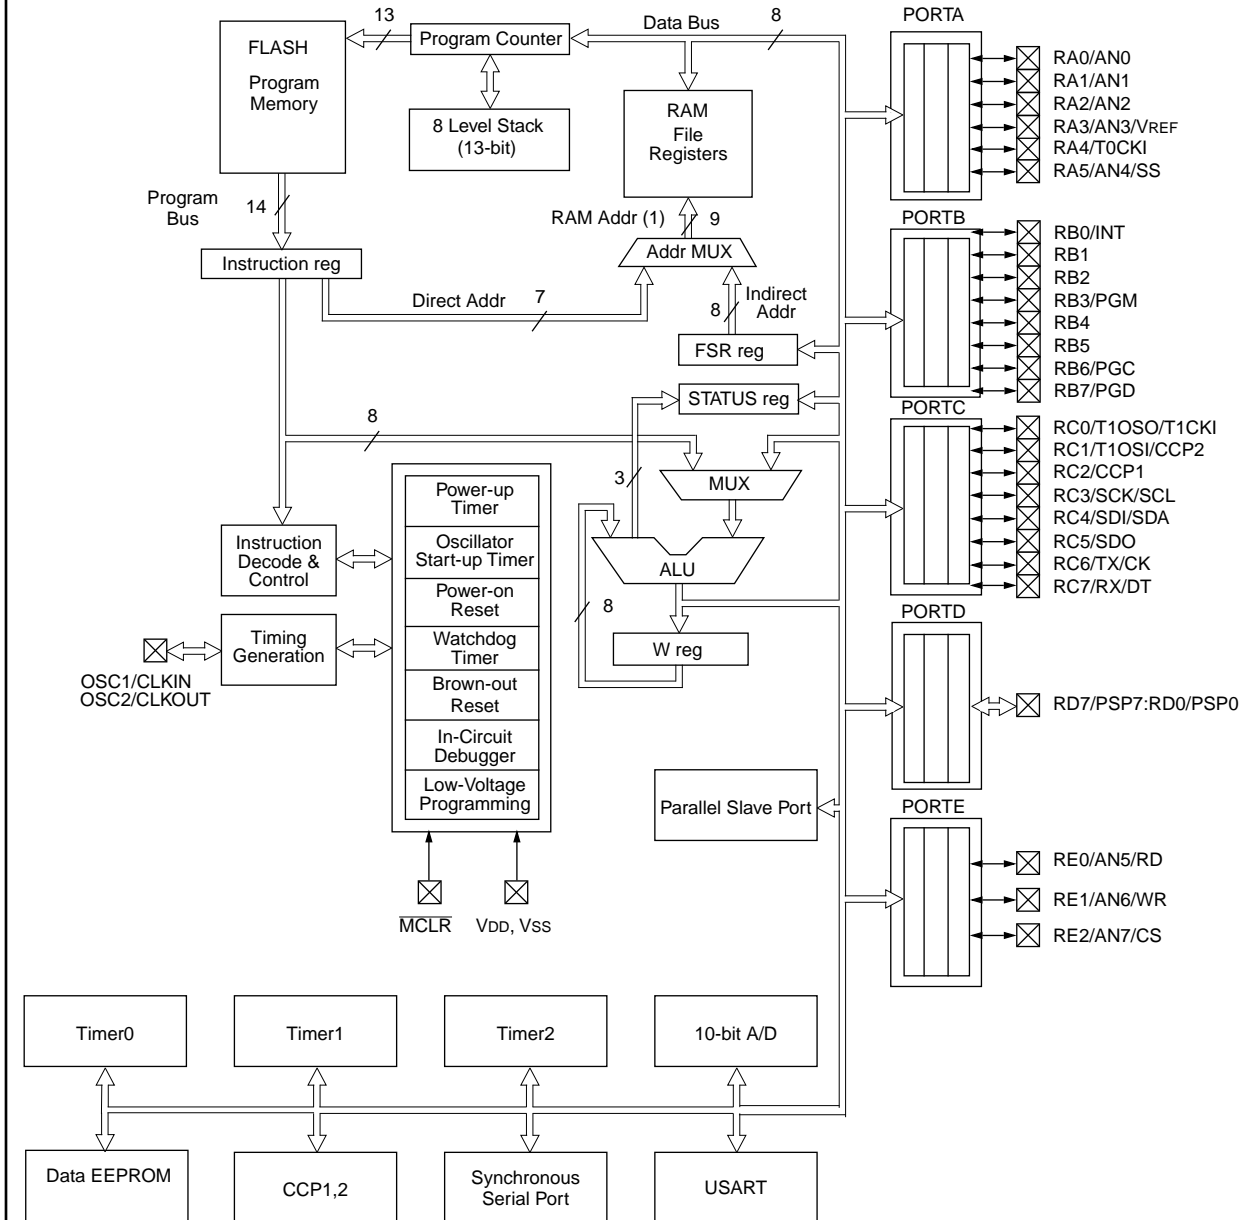 13
Data Bus
8
PORTA
FLASH
Program
Memory
Program Counter
8 Level Stack
(13-bit)
RAM
File
Registers
RA0/AN0
RA1/AN1
RA2/AN2
RA3/AN3/VREF
RA4/T0CKI
RA5/AN4/SS
Program
Bus
14
RAM Addr (1)
9
PORTB
Instruction reg
Addr MUX
RB0/INT
RB1
RB2
RB3/PGM
RB4
RB5
RB6/PGC
RB7/PGD
Direct Addr
7
8
Indirect
Addr
FSR reg
STATUS reg
PORTC
8
3
MUX
RC0/T1OSO/T1CKI
RC1/T1OSI/CCP2
RC2/CCP1
RC3/SCK/SCL
RC4/SDI/SDA
RC5/SDO
RC6/TX/CK
RC7/RX/DT
Power-up
Timer
Oscillator
Start-up Timer
Power-on
Reset
Watchdog
Timer
Brown-out
Reset
In-Circuit
Debugger
Low-Voltage
Programming
Instruction
Decode &
Control
ALU
8
W reg
Timing
Generation
OSC1/CLKIN
OSC2/CLKOUT
PORTD
RD7/PSP7:RD0/PSP0
Parallel Slave Port
PORTE
RE0/AN5/RD
RE1/AN6/WR
RE2/AN7/CS
MCLR
VDD, VSS
Timer0
Timer1
Timer2
10-bit A/D
Data EEPROM
CCP1,2
Synchronous
Serial Port
USART